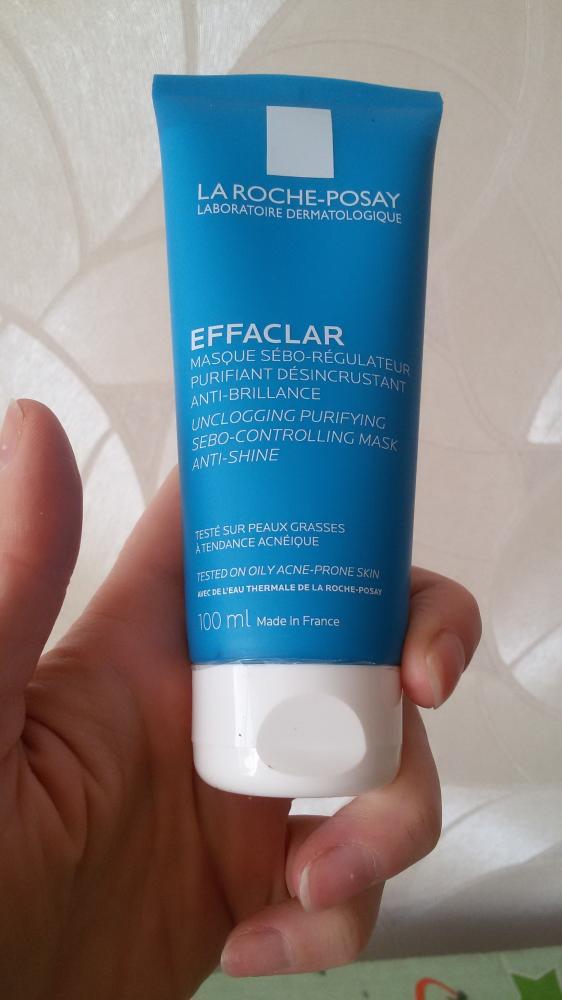 LA ROCHE-POSAY
LABORATOIRE DERMATOLOGIQUE
EFFACLAR
MASQUE SÉBO-RÉGULATEUR
PURIFIANT DÉSINCRUSTANT
ANTI-BRILLANCE
UNCLOGGING PURIFYING
SEBO-CONTROLLING MASK
ANTI-SHINE
TESTÉ SUR PEAUX GRASSES
À TENDANCE ACNÉIQUE
TESTED ON OILY ACNE-PRONE SKIN
AVEC DE L'EAU THERMALE DE LA ROCHE-POSAY
100 ml Made in France